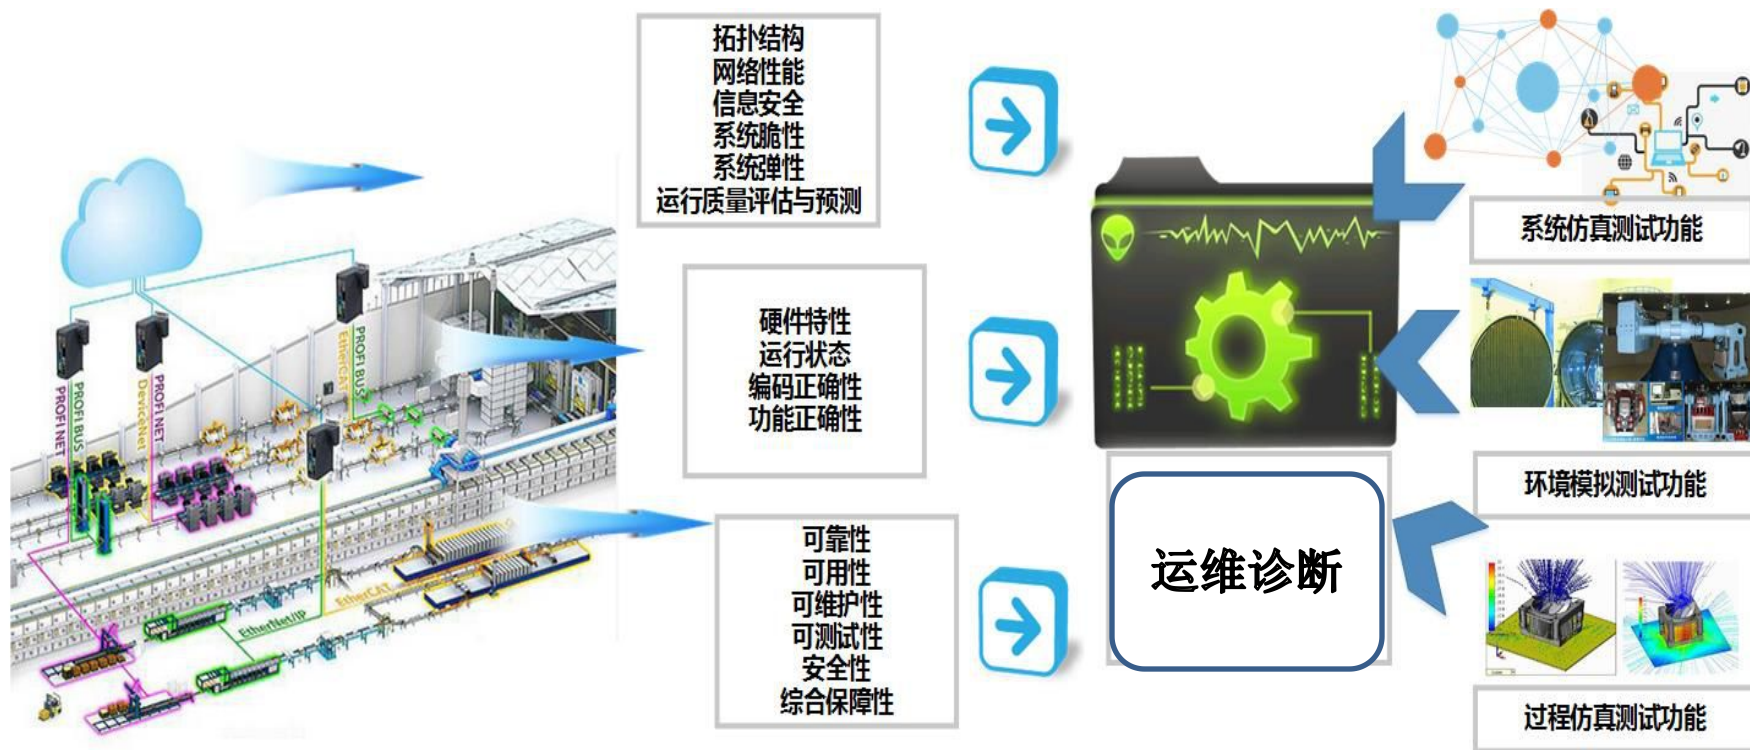 拓扑结构
网络性能
信息安全
系统脆性
系统弹性
运行质量评估与预测
硬件特性
运行状态
编码正确性
功能正确性
可靠性
可用性
可维护性
可测试性
安全性
综合保障性
运维诊断
系统仿真测试功能
环境模拟测试功能
过程仿真测试功能
PROFI NET
PROFI BUS
DeviceNet
PROFI NET
EtherCAT
PROFI BUS
EtherNet/IP
EtherCAT